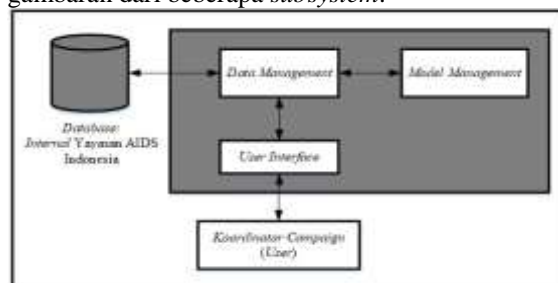 gambaran dari beberapa subsystem.
Data Management
Model Management
Database
Internal Yayasan AIDS
Indonesia
User Interface
Koordinator Campaign
(User)